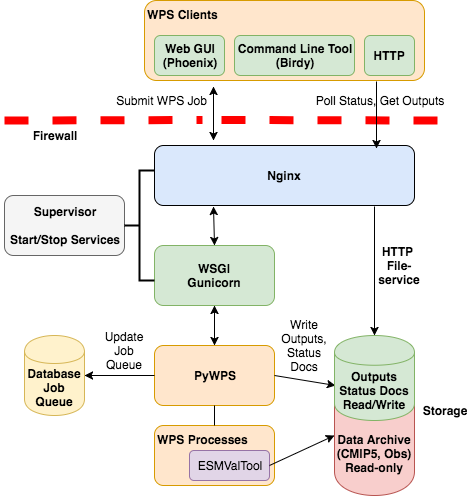 WPS Clients
Web GUI
(Phoenix)
Command Line Tool
(Birdy)
HTTP
Submit WPS Job
Poll Status, Get Outputs
Firewall
Nginx
Supervisor
Start/Stop Services
WSGI
Gunicorn
HTTP
File-
service
Update
Job
Queue
Write
Outputs,
Status
Docs
Database
Job
Queue
PyWPS
Outputs
Status Docs
Read/Write
Storage
WPS Processes
ESMValTool
Data Archive
(CMIP5, Obs)
Read-only